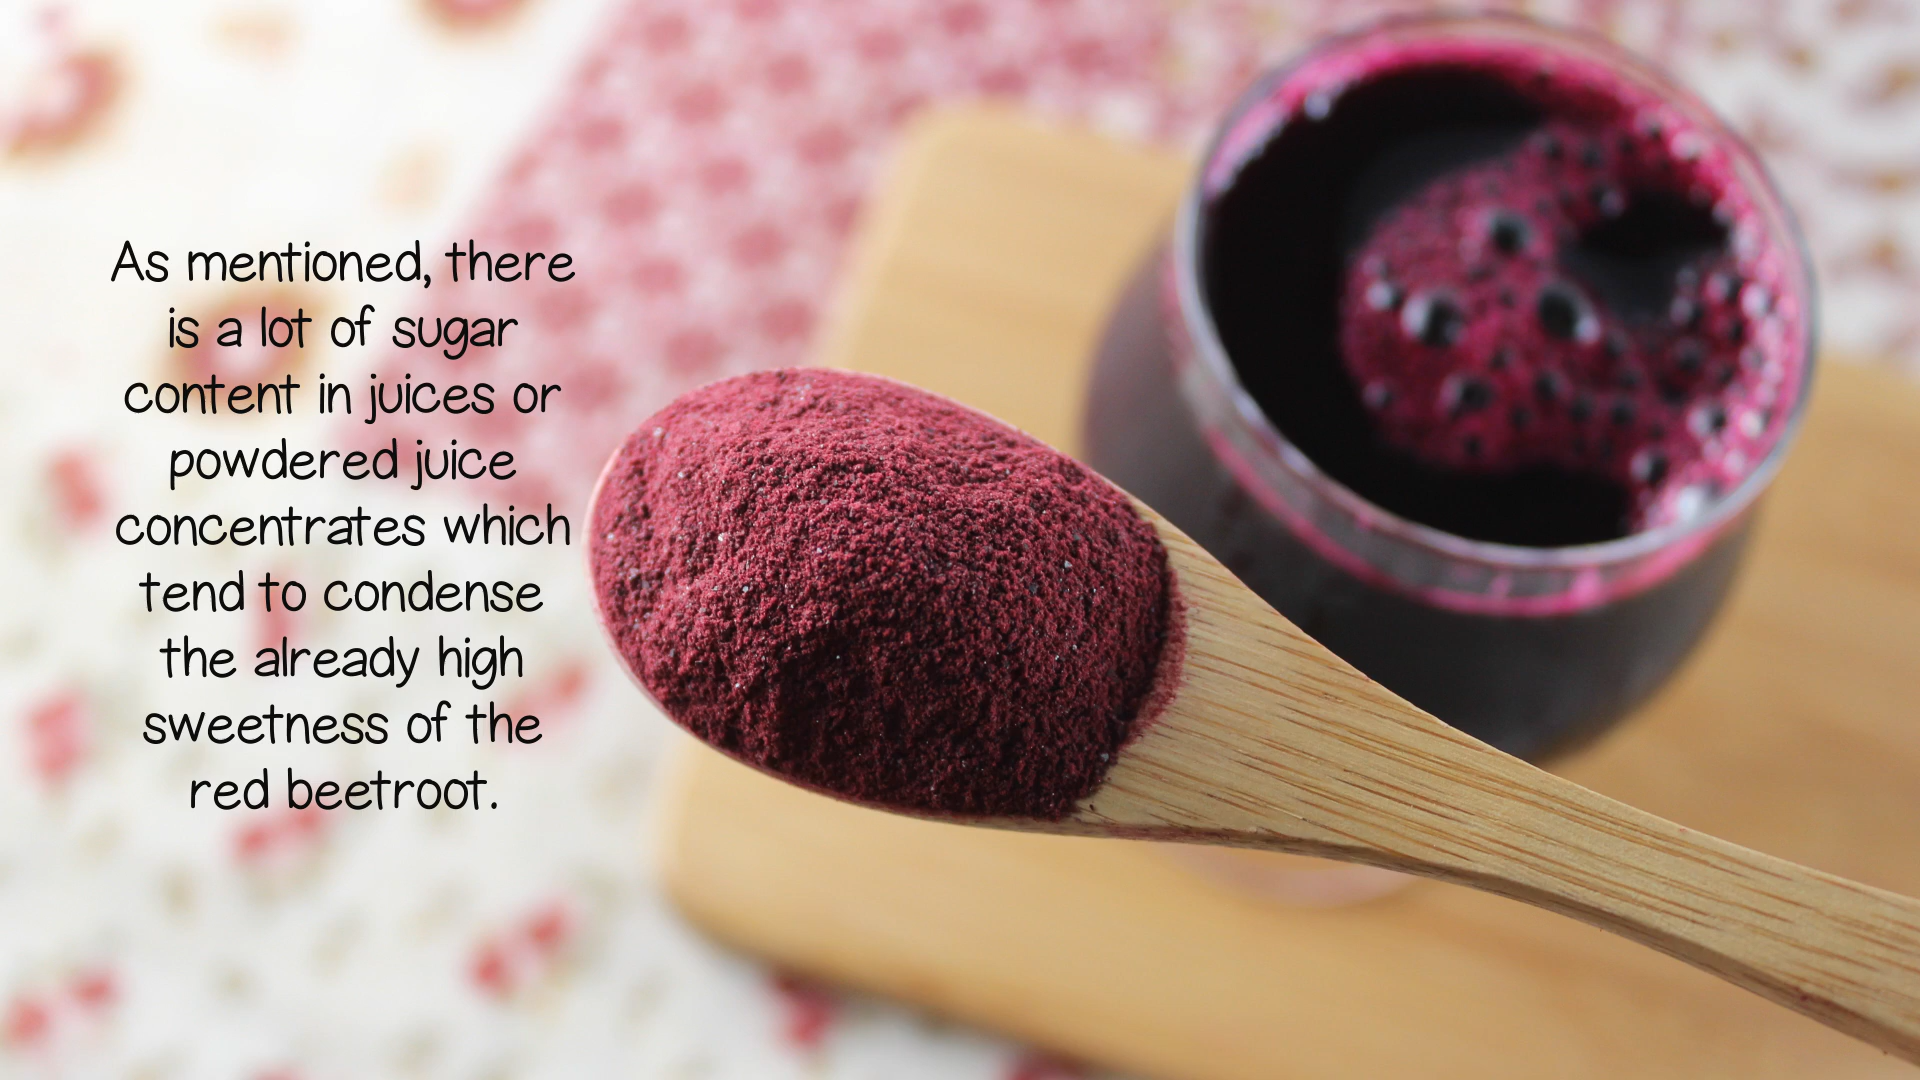 As mentioned, there
is a lot of sugar
content in juices or
powdered juice
concentrates which
tend to condense
the already high
sweetness of the
red beetroot.